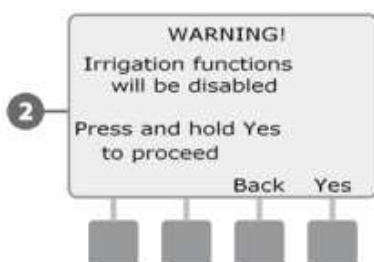 WARNING!
Irrigation functions
will be disabled
2
Press and hold Yes
to proceed
Back Yes